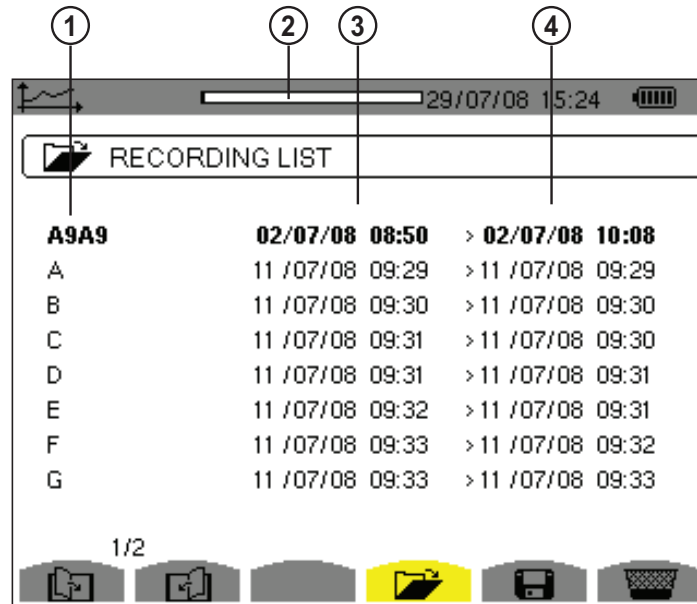 1 2 3 4
29/07/08 15:24
RECORDING LIST
A9A9 02/07/08 08:50 > 02/07/08 10:08
A 11 /07/08 09:29 >11 /07/08 09:29
B 11 /07/08 09:30 >11 /07/08 09:30
C 11 /07/08 09:31 >11 /07/08 09:30
D 11 /07/08 09:31 >11 /07/08 09:31
E 11 /07/08 09:32 >11 /07/08 09:31
F 11 /07/08 09:33 >11 /07/08 09:32
G 11 /07/08 09:33 >11 /07/08 09:33
1/2